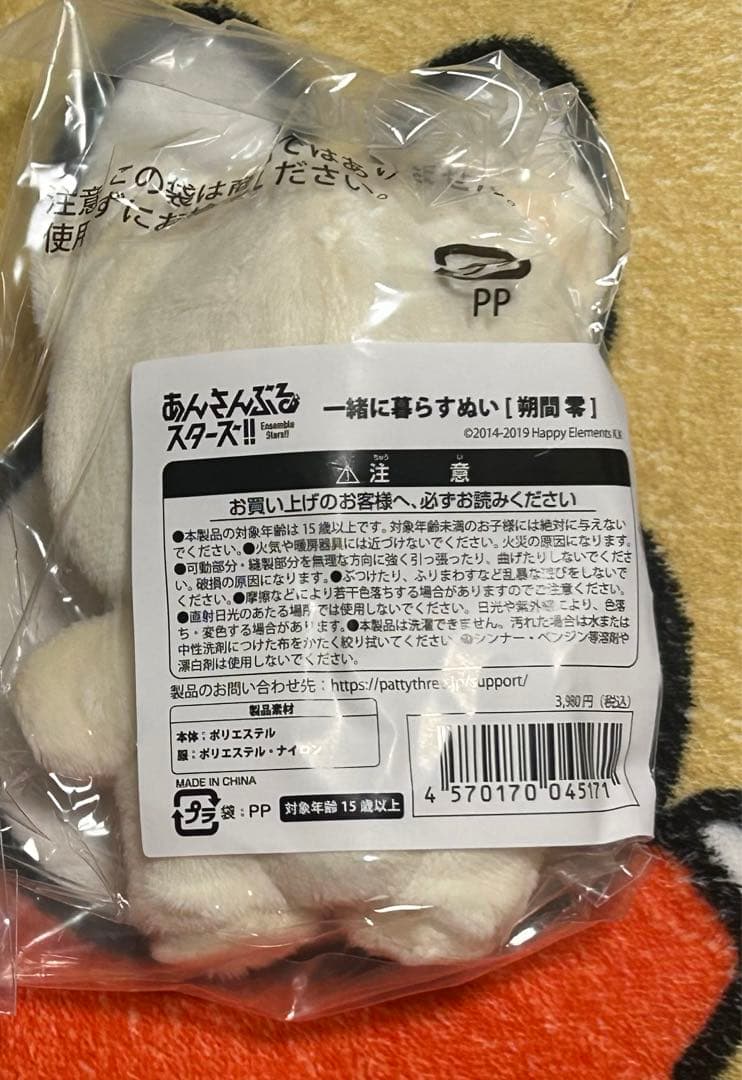 この袋は
ではありません。
注意
ずにお
ださい。
使用
PP
あんさんぶる
スターズ!!
Ensemble
Stars!!
一緒に暮らすぬい [ 朔間 零 ]
©2014-2019 Happy Elements K.K
ちゅう い
⚠注 意
お買い上げのお客様へ、必ずお読みください
●本製品の対象年齢は15歳以上です。対象年齢未満のお子様には絶対に与えない
でください。●火気や暖房器具には近づけないでください。火災の原因になります。
●可動部分・縫製部分を無理な方向に強く引っ張ったり、曲げたりしないでくださ
い。破損の原因になります。●ぶつけたり、ふりまわすなど乱暴な遊びをしないで
ください。●摩擦などにより若干色落ちする場合がありますのでご注意ください。
●直射日光のあたる場所では使用しないでください。日光や紫外線により、色落
ち・変色する場合があります。●本製品は洗濯できません。汚れた場合は水または
中性洗剤につけた布をかたく絞り拭いてください。●シンナー・ベンジン等溶剤や
漂白剤は使用しないでください。
製品のお問い合わせ先：https://pattythree.jp/support/
3,980円（税込）
製品素材
本体：ポリエステル
服：ポリエステル・ナイロン
MADE IN CHINA
プラ 袋：PP 対象年齢15歳以上
4 570170 045171